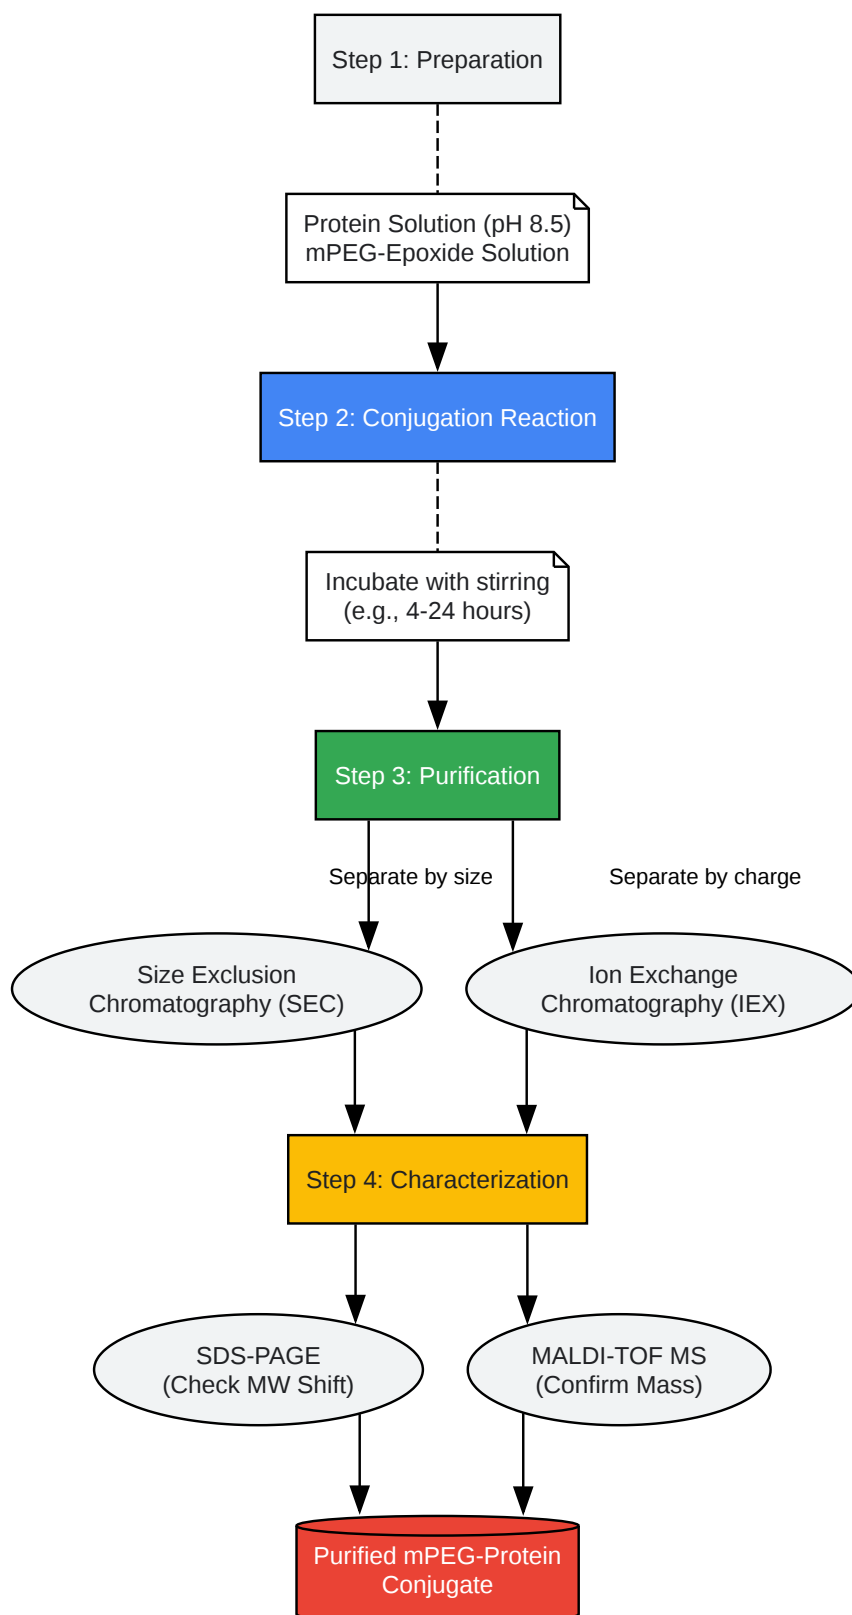 Step 1: Preparation
Protein Solution (pH 8.5)
mPEG-Epoxide Solution
Step 2: Conjugation Reaction
Incubate with stirring
(e.g., 4-24 hours)
Step 3: Purification
Separate by size
Separate by charge
Size Exclusion
Chromatography (SEC)
Ion Exchange
Chromatography (IEX)
Step 4: Characterization
SDS-PAGE
(Check MW Shift)
MALDI-TOF MS
(Confirm Mass)
Purified mPEG-Protein
Conjugate